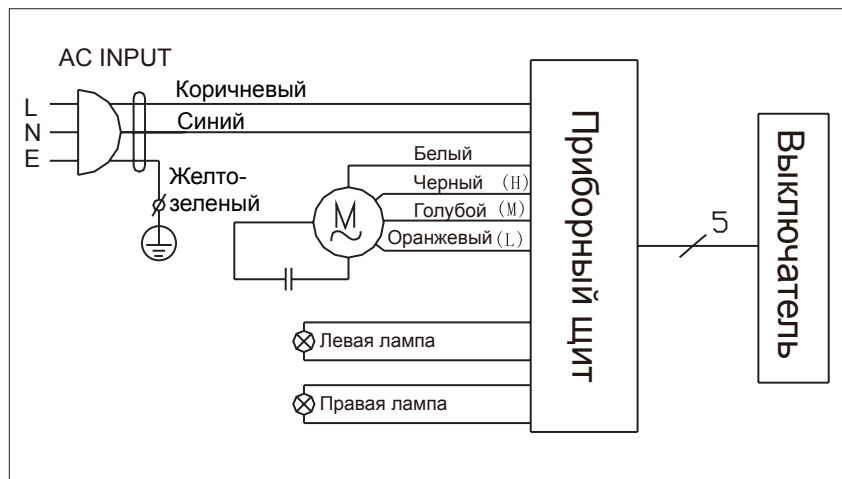 AC INPUT
L
N
E
Коричневый
Синий
Желто-
зеленый
Белый
Черный (H)
Голубой (M)
Оранжевый (L)
M
Левая лампа
Правая лампа
Приборный щит
5
Выключатель